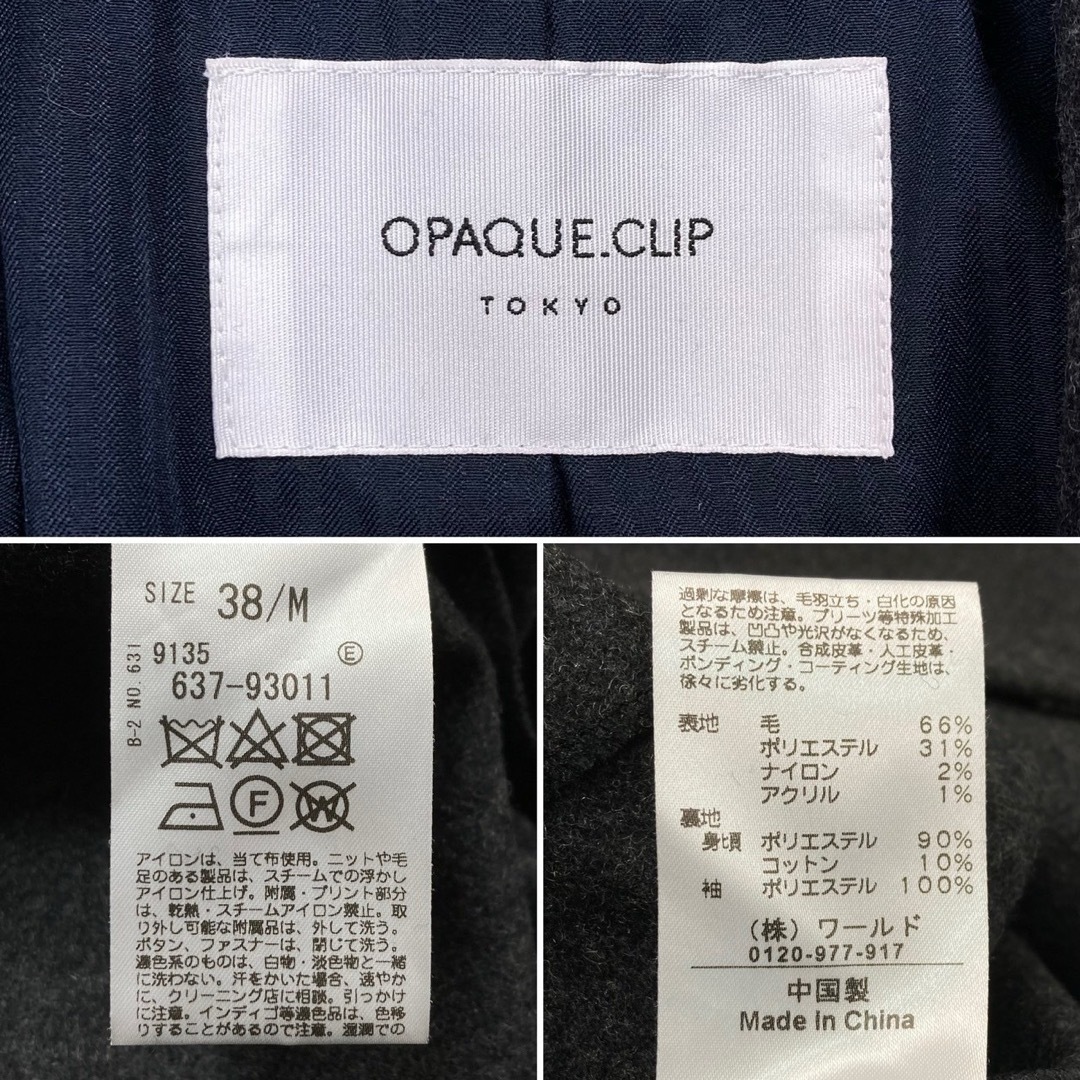 OPAQUE.CLIP
TOKYO
SIZE 38/M
9135 Ⓔ
637-93011
B-2 NO.631
F
W
アイロンは、当て布使用。ニットや毛
足のある製品は、スチームでの浮かし
アイロン仕上げ。附属・プリント部分
は、乾熱・スチームアイロン禁止。取
り外し可能な附属品は、外して洗う。
ボタン、ファスナーは、閉じて洗う。
濃色系のものは、白物・淡色物と一緒
に洗わない。汗をかいた場合、速やか
に、クリーニング店に相談。引っかけ
に注意。インディゴ等濃色品は、色移
りすることがあるので注意。湿潤での
過剰な摩擦は、毛羽立ち・白化の原因
となるため注意。プリーツ等特殊加工
製品は、凹凸や光沢がなくなるため、
スチーム禁止。合成皮革・人工皮革・
ボンディング・コーティング生地は、
徐々に劣化する。
表地 毛 66%
ポリエステル 31%
ナイロン 2%
アクリル 1%
裏地
身頃 ポリエステル 90%
コットン 10%
袖 ポリエステル 100%
(株)ワールド
0120-977-917
中国製
Made in China